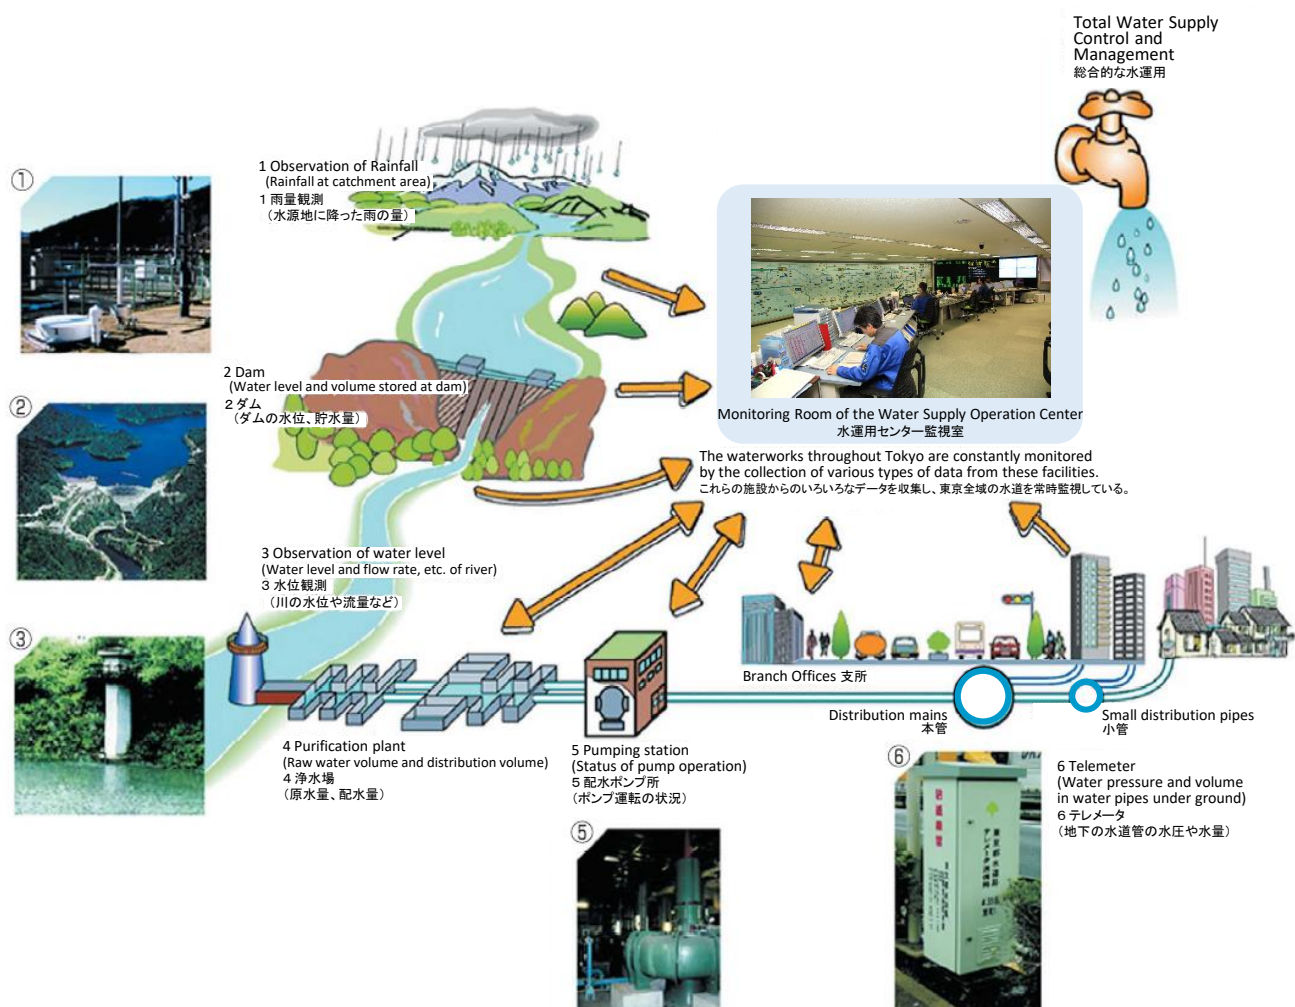 Total Water Supply
Control and
Management
総合的な水運用
①
1 Observation of Rainfall
(Rainfall at catchment area)
1 雨量観測
(水源地に降った雨の量)
②
2 Dam
(Water level and volume stored at dam)
2 ダム
(ダムの水位、貯水量)
Monitoring Room of the Water Supply Operation Center
水運用センター監視室
The waterworks throughout Tokyo are constantly monitored
by the collection of various types of data from these facilities.
これらの施設からのいろいろなデータを収集し、東京全域の水道を常時監視している。
③
3 Observation of water level
(Water level and flow rate, etc. of river)
3 水位観測
(川の水位や流量など)
Branch Offices 支所
Distribution mains
本管
Small distribution pipes
小管
4 Purification plant
(Raw water volume and distribution volume)
4 浄水場
(原水量、配水量)
5 Pumping station
(Status of pump operation)
5 配水ポンプ所
(ポンプ運転の状況)
⑤
⑥
6 Telemeter
(Water pressure and volume
in water pipes under ground)
6 テレメータ
(地下の水道管の水圧や水量)
東京都水道局